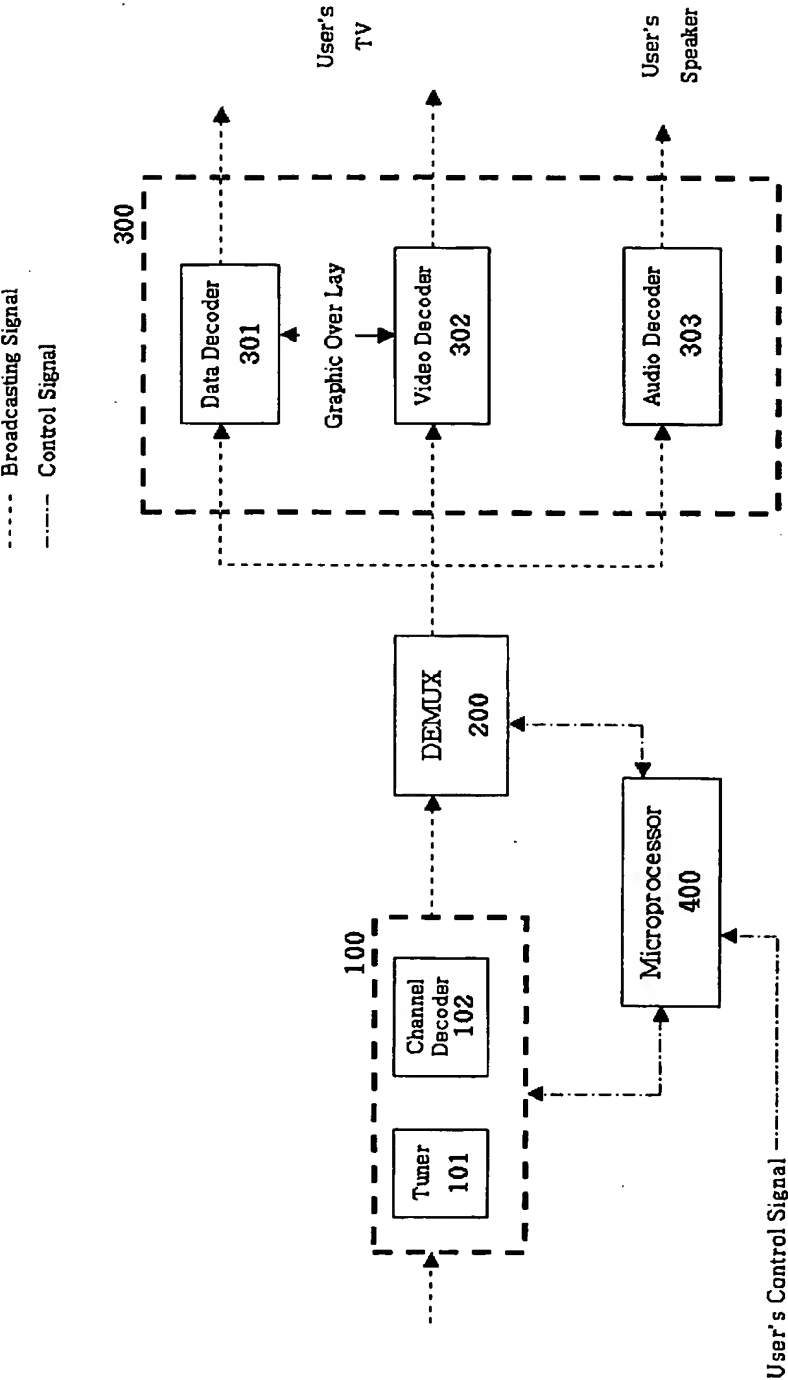 ----- Broadcasting Signal
—·—·— Control Signal
100
Tuner
101
Channel
Decoder
102
DEMUX
200
Microprocessor
400
User's Control Signal
300
Data Decoder
301
Graphic Over Lay
Video Decoder
302
Audio Decoder
303
User's
TV
User's
Speaker